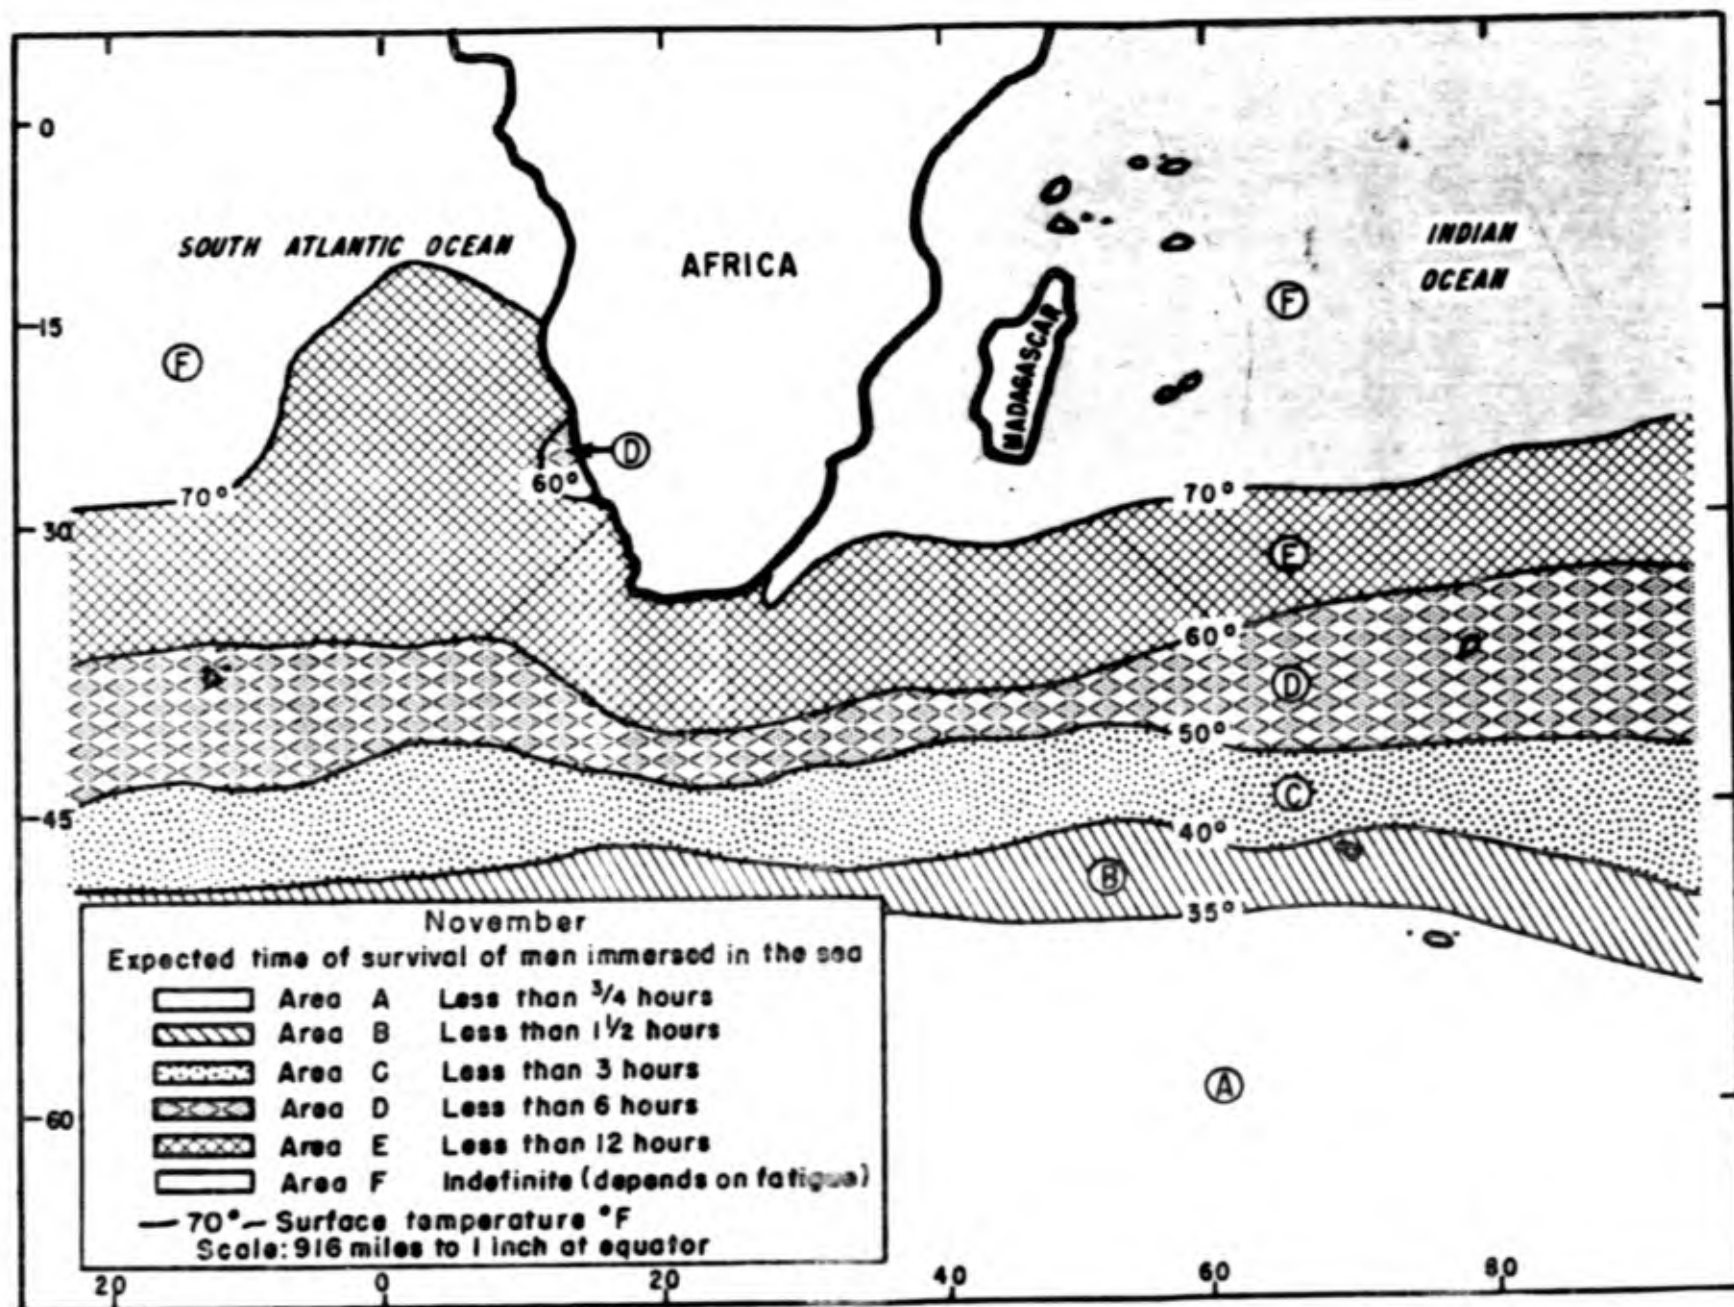 0
SOUTH ATLANTIC OCEAN
AFRICA
INDIAN
OCEAN
F
15
F
MADAGASCAR
D
60°
70°
70°
30
E
60°
D
50°
C
45
40°
B
35°
November
Expected time of survival of men immersed in the sea
Area A Less than 3/4 hours
Area B Less than 1 1/2 hours
Area C Less than 3 hours
Area D Less than 6 hours
Area E Less than 12 hours
Area F Indefinite (depends on fatigue)
—70°— Surface temperature °F
Scale: 916 miles to 1 inch at equator
A
60
20 0 20 40 60 80